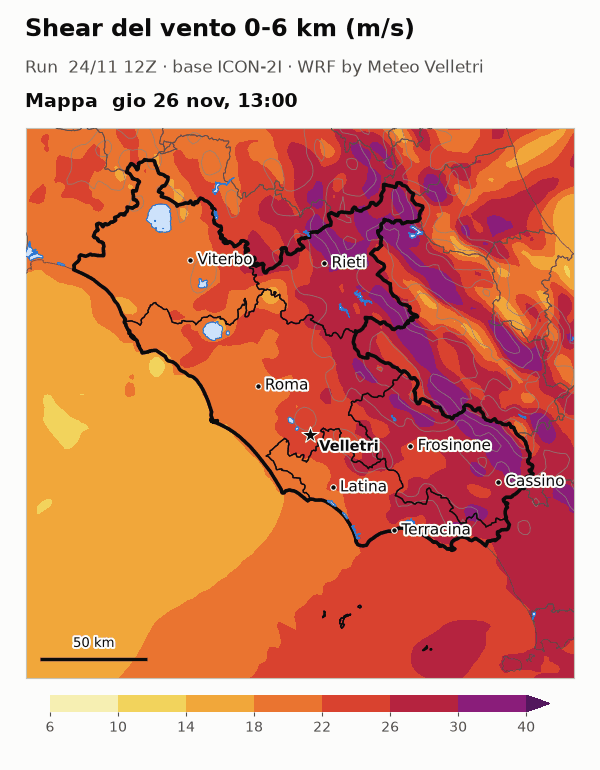 Shear del vento 0-6 km (m/s)
Run  24/11 12Z · base ICON-2I · WRF by Meteo Velletri
Mappa  gio 26 nov, 13:00
Viterbo
Rieti
Roma
Velletri
Frosinone
Cassino
Latina
Terracina
50 km
6 10 14 18 22 26 30 40